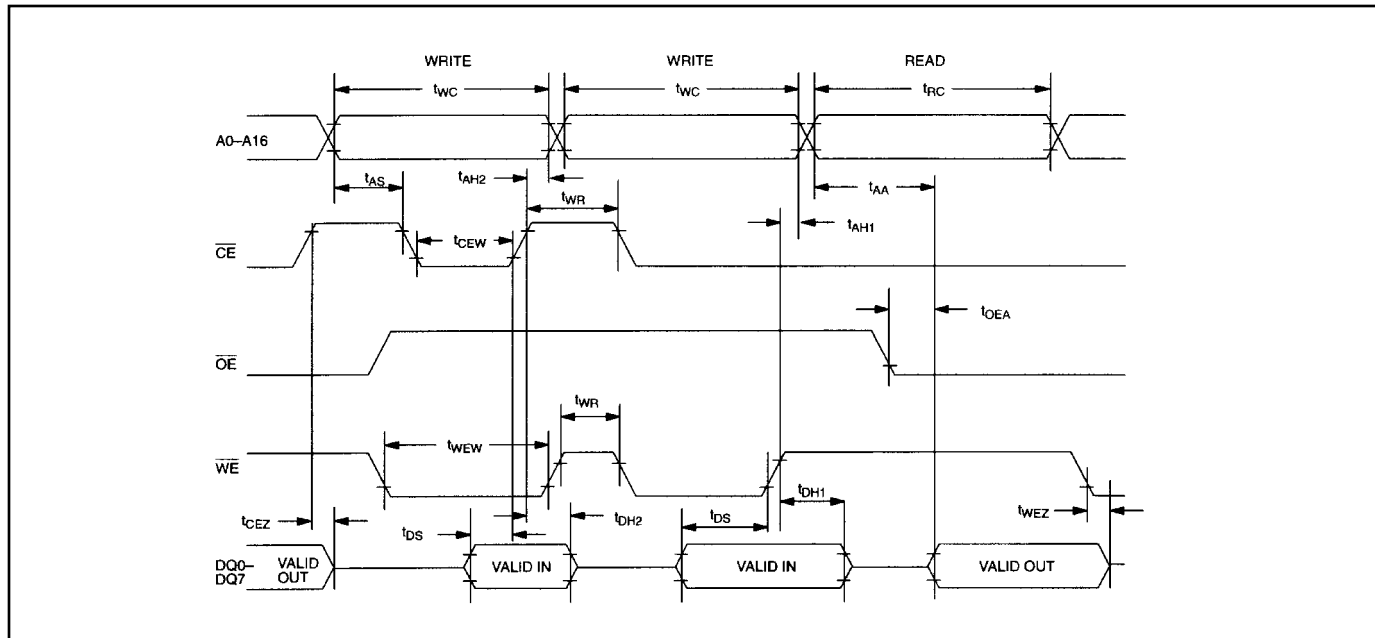 WRITE WRITE READ
tWC tWC tRC
A0–A16
tAS tAH2 tWR tAA
tAH1
CE tCEW
tOEA
OE
tWR
tWEW
WE
tDH1
tCEZ tDS tDH2 tDS tWEZ
DQ0– VALID VALID IN VALID IN VALID OUT
DQ7 OUT